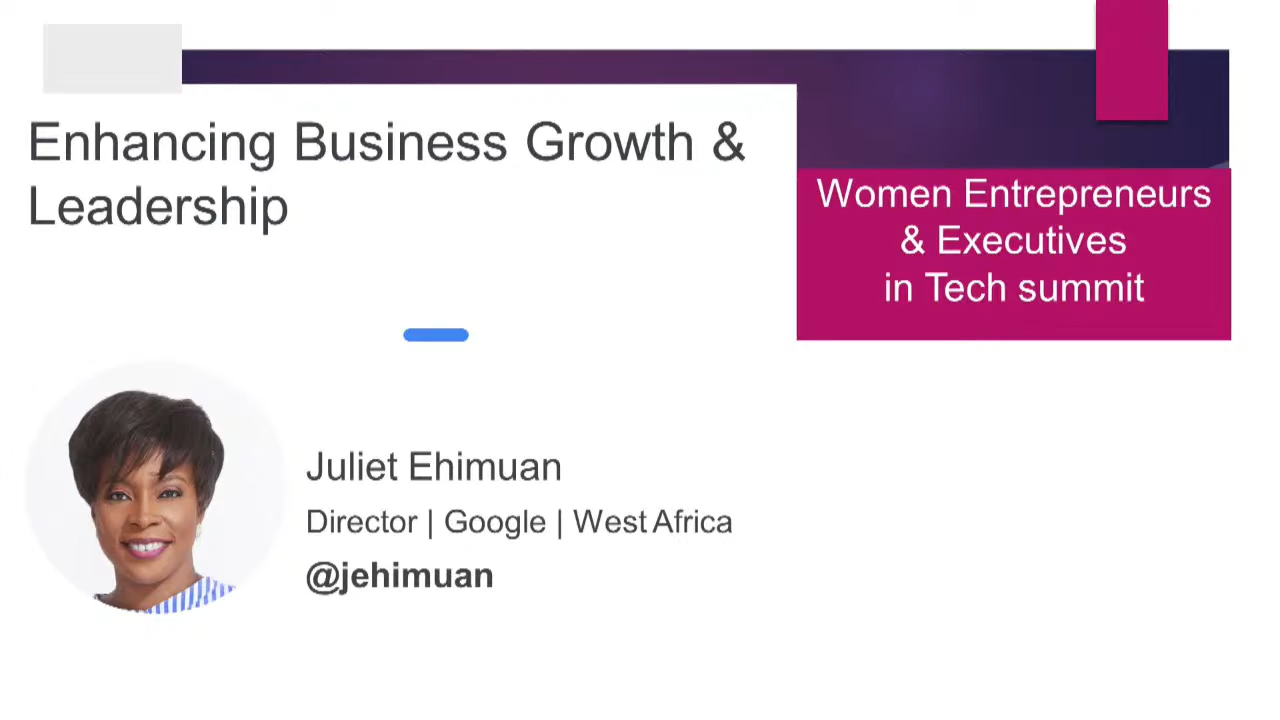 Enhancing Business Growth &
Leadership
Women Entrepreneurs
& Executives
in Tech summit
Juliet Ehimuan
Director | Google | West Africa
@jehimuan